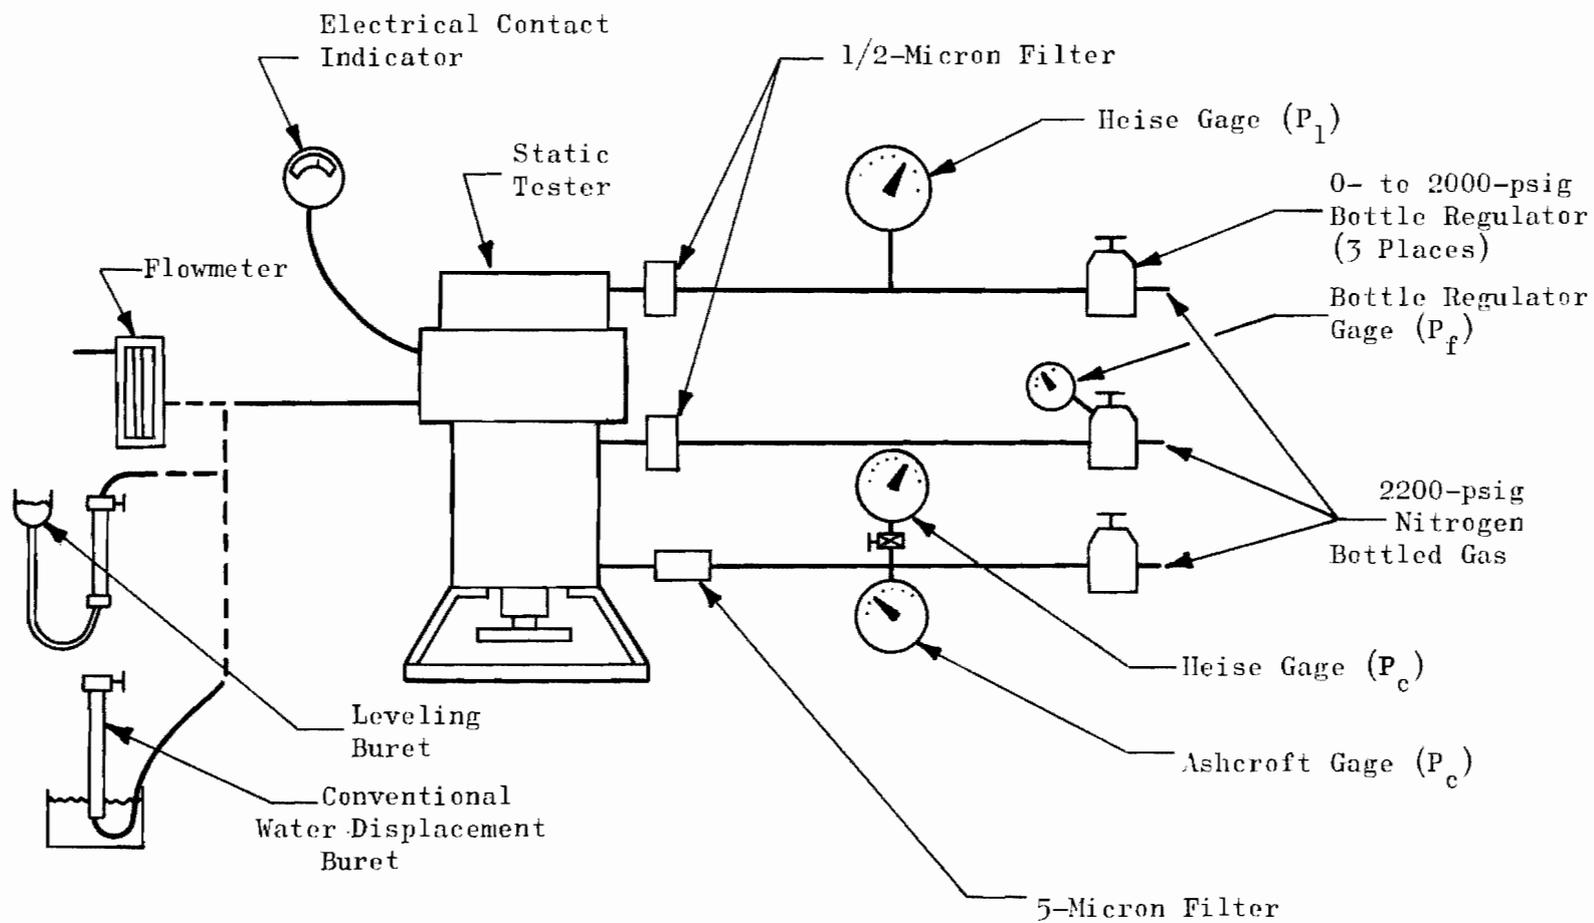 Electrical Contact
Indicator
1/2-Micron Filter
Heise Gage (P1)
Static
Tester
0- to 2000-psig
Bottle Regulator
(3 Places)
Flowmeter
Bottle Regulator
Gage (Pf)
2200-psig
Nitrogen
Bottled Gas
Heise Gage (Pc)
Leveling
Buret
Ashcroft Gage (Pc)
Conventional
Water Displacement
Buret
5-Micron Filter